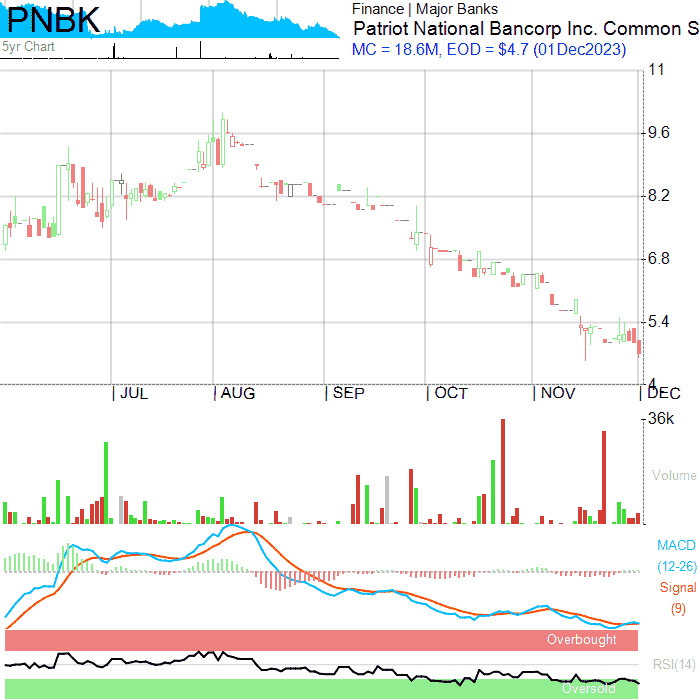 PNBK
5yr Chart
Finance | Major Banks
Patriot National Bancorp Inc. Common S
MC = 18.6M, EOD = $4.7 (01Dec2023)
11
9.6
8.2
6.8
5.4
4
JUL
AUG
SEP
OCT
NOV
DEC
36k
Volume
MACD
(12-26)
Signal
(9)
Overbought
RSI(14)
Oversold